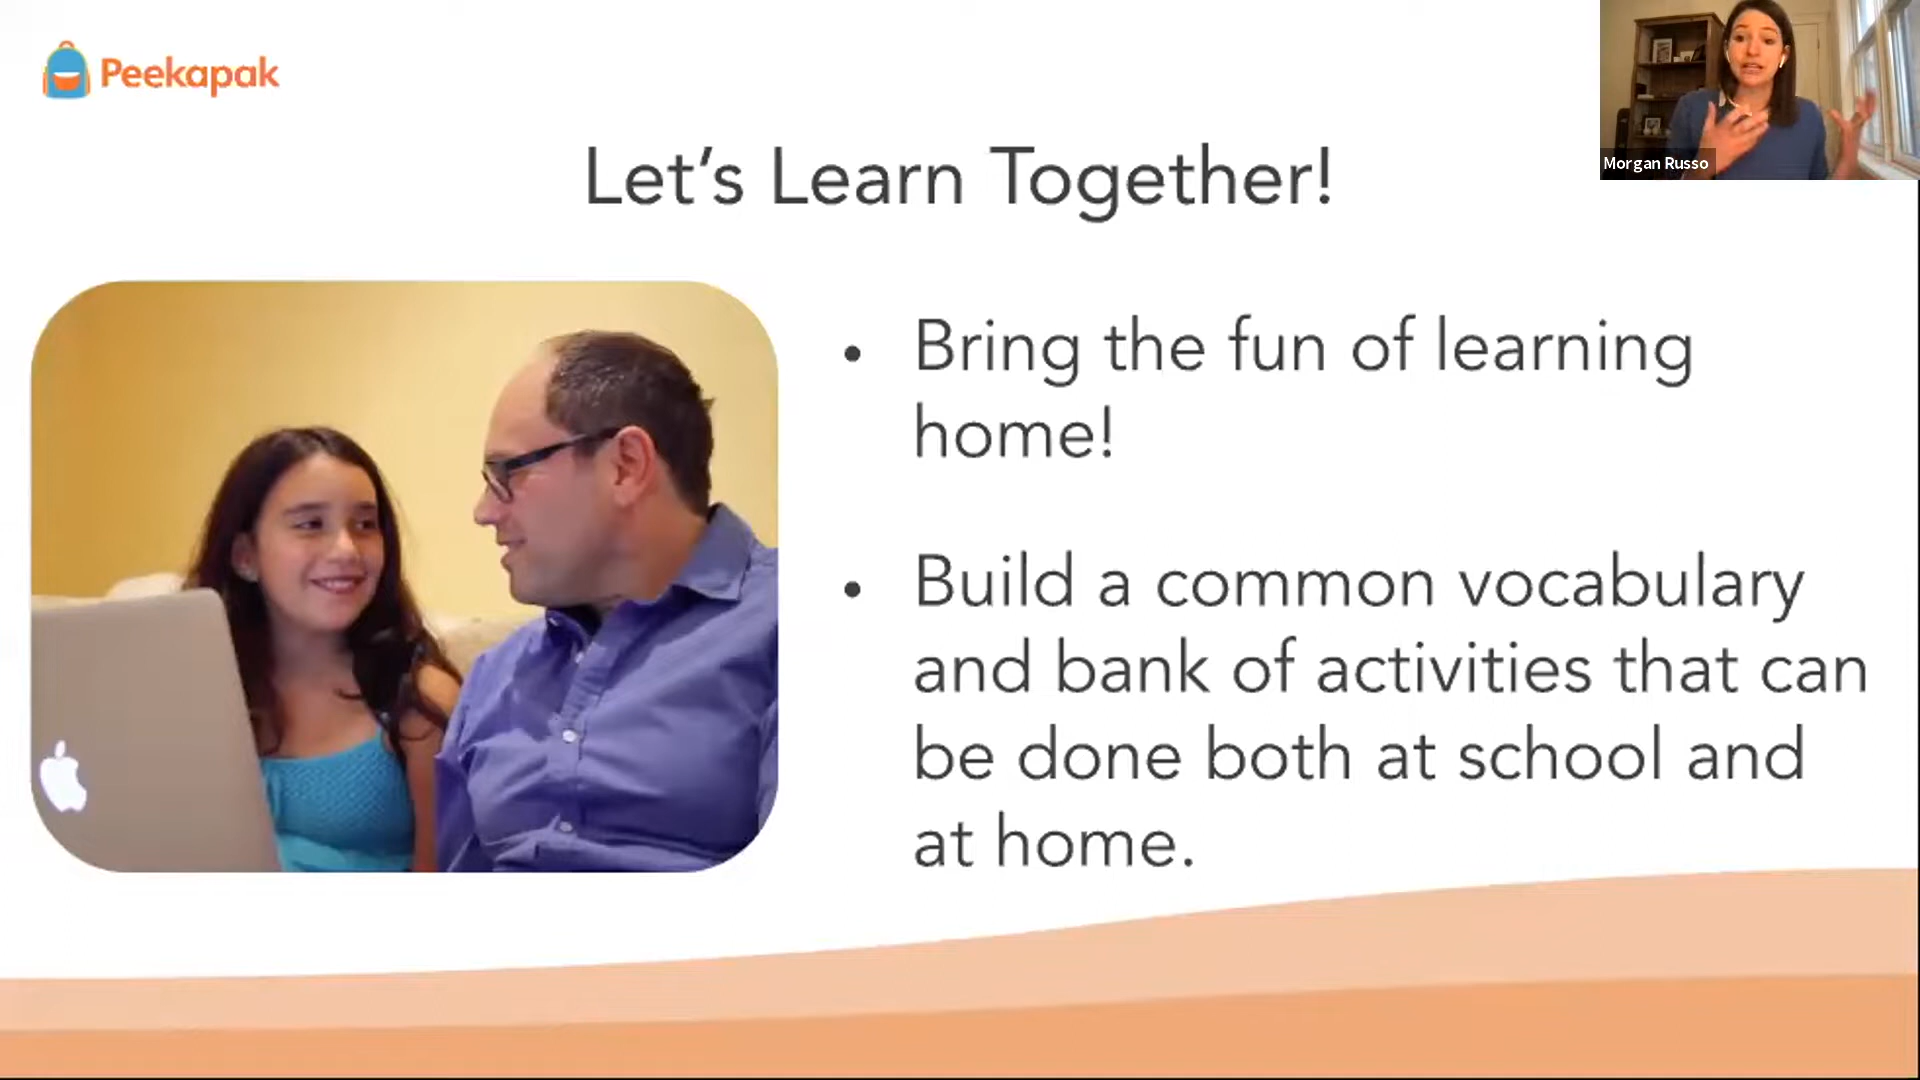 Peekapak
Morgan Russo
Let's Learn Together!
• Bring the fun of learning
home!
• Build a common vocabulary
and bank of activities that can
be done both at school and
at home.